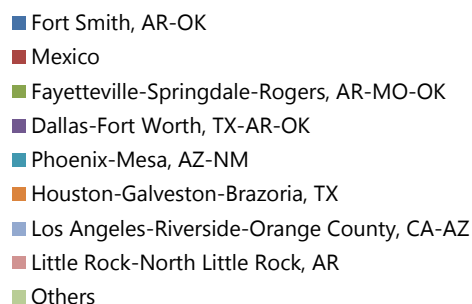 Fort Smith, AR-OK
Mexico
Fayetteville-Springdale-Rogers, AR-MO-OK
Dallas-Fort Worth, TX-AR-OK
Phoenix-Mesa, AZ-NM
Houston-Galveston-Brazoria, TX
Los Angeles-Riverside-Orange County, CA-AZ
Little Rock-North Little Rock, AR
Others